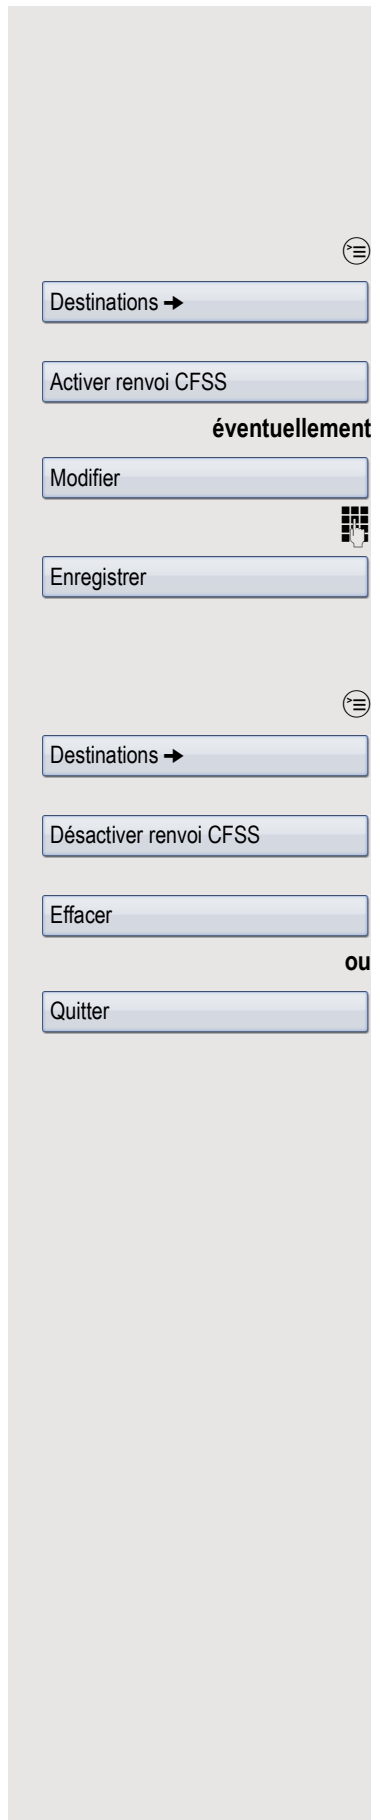 Destinations ➔
Activer renvoi CFSS
éventuellement
Modifier
Enregistrer
Destinations ➔
Désactiver renvoi CFSS
Effacer
ou
Quitter